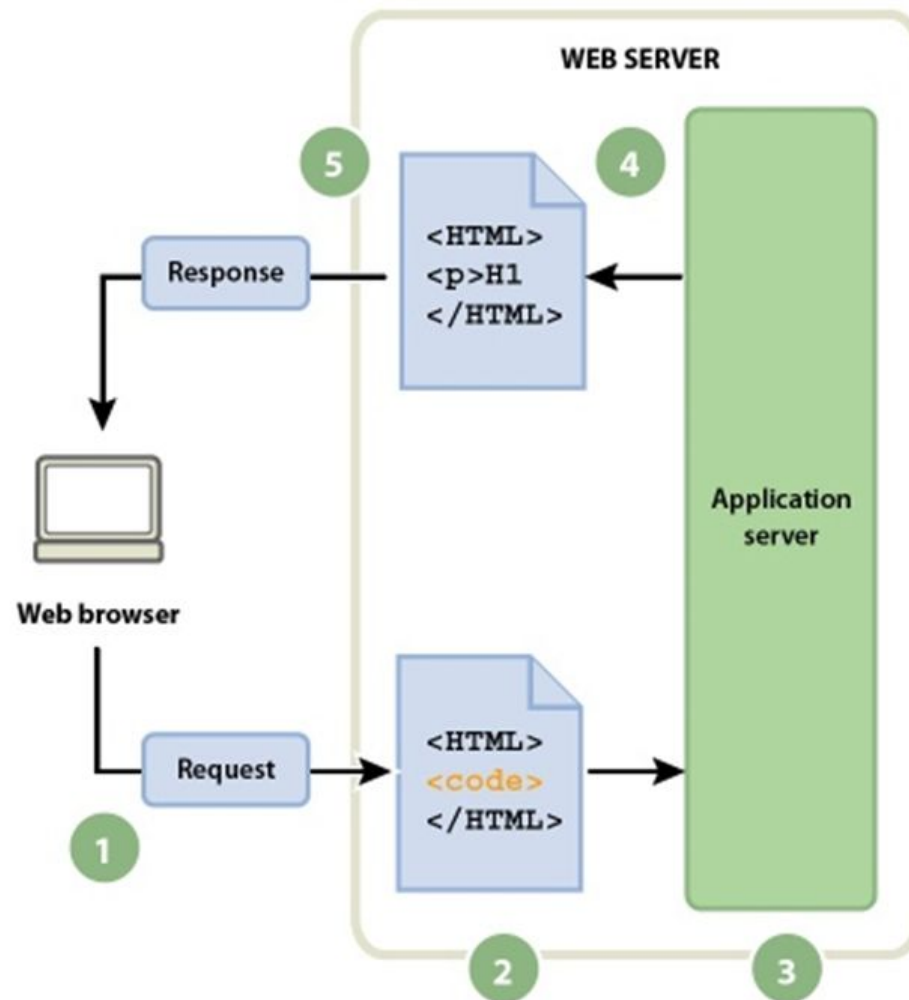 WEB SERVER
5
4
<HTML>
<p>H1
</HTML>
Response
Application
server
Web browser
<HTML>
<code>
</HTML>
Request
1
2
3